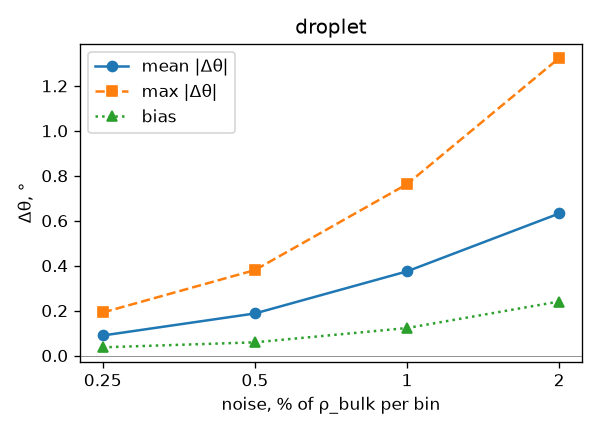 droplet
mean |Δθ|
max |Δθ|
bias
Δθ, °
1.2
1.0
0.8
0.6
0.4
0.2
0.0
0.25 0.5 1 2
noise, % of ρ_bulk per bin